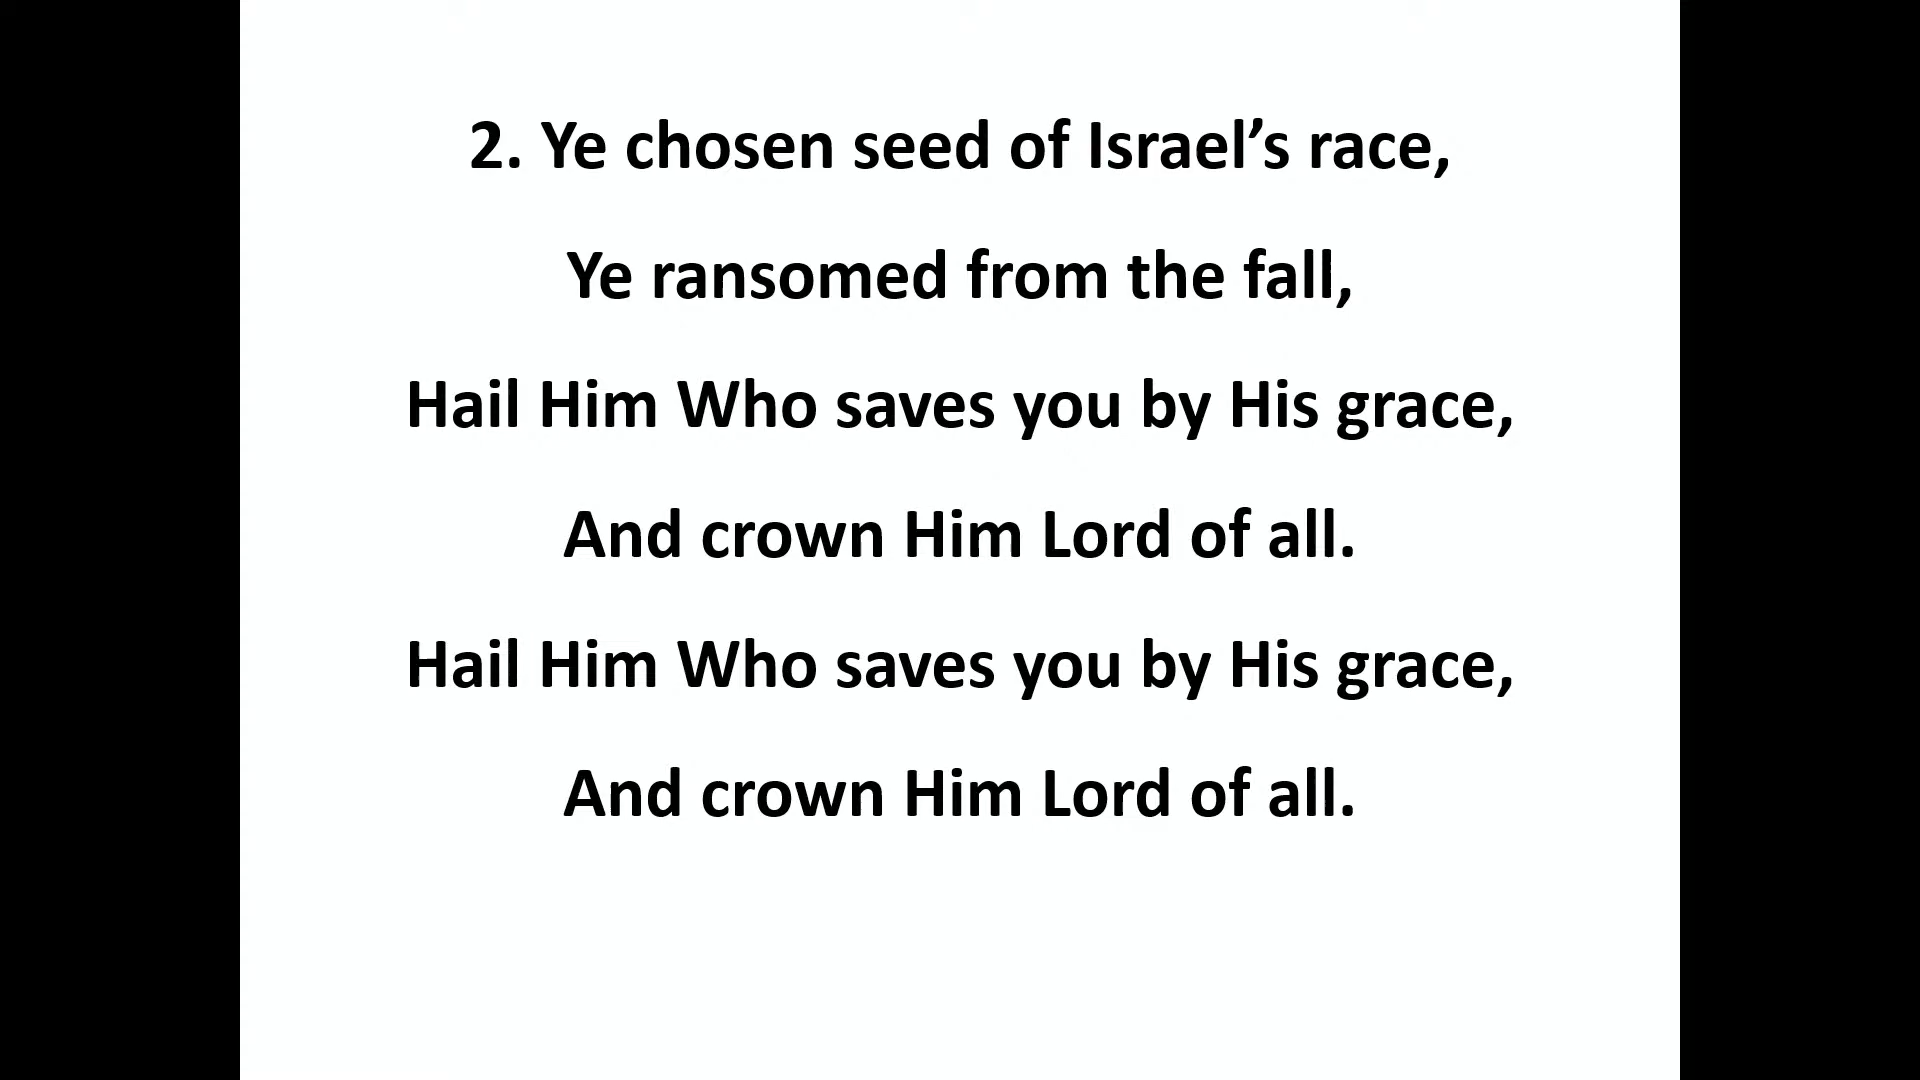 2. Ye chosen seed of Israel’s race,
Ye ransomed from the fall,
Hail Him Who saves you by His grace,
And crown Him Lord of all.
Hail Him Who saves you by His grace,
And crown Him Lord of all.